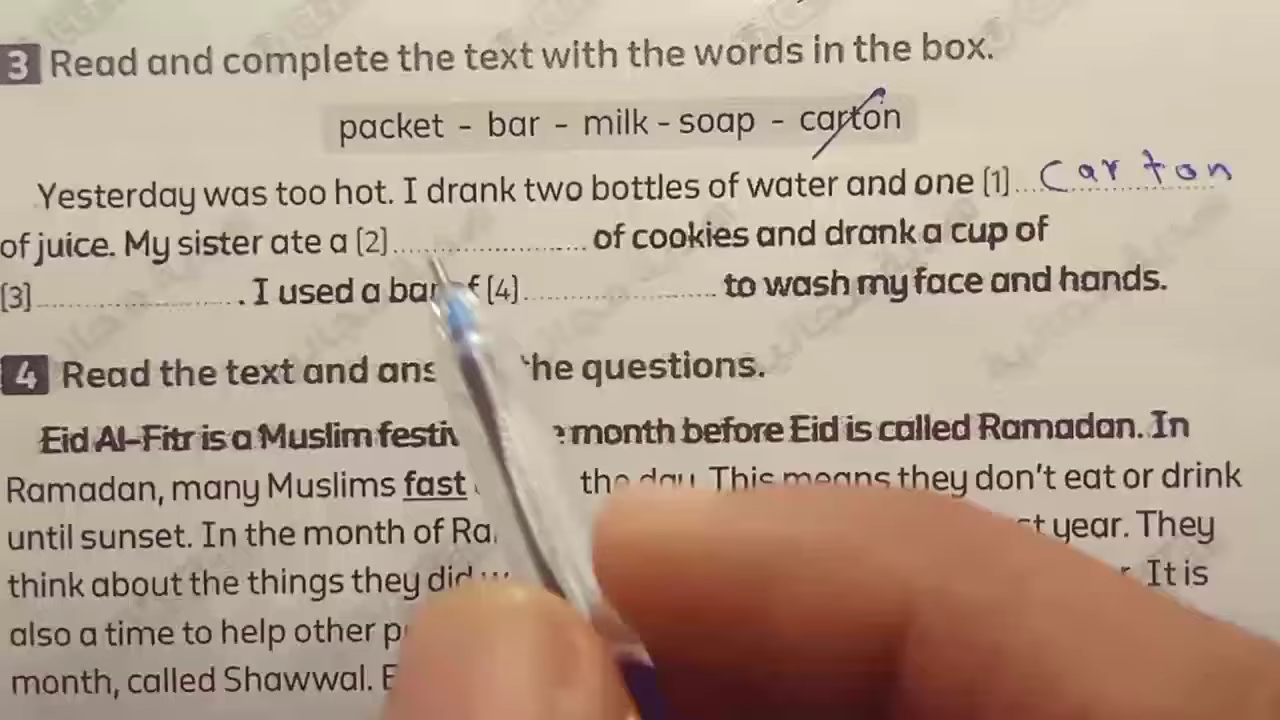 3 Read and complete the text with the words in the box.
packet - bar - milk - soap - carton
Yesterday was too hot. I drank two bottles of water and one (1) carton
of juice. My sister ate a (2) of cookies and drank a cup of
(3) . I used a bar of (4) to wash my face and hands.
4 Read the text and the questions.
Eid Al-Fitr is a Muslim month before Eid is called Ramadan. In
Ramadan, many Muslims fast the day. This means they don't eat or drink
until sunset. In the month of year. They
think about the things they did It is
also a time to help other
month, called Shawwal.